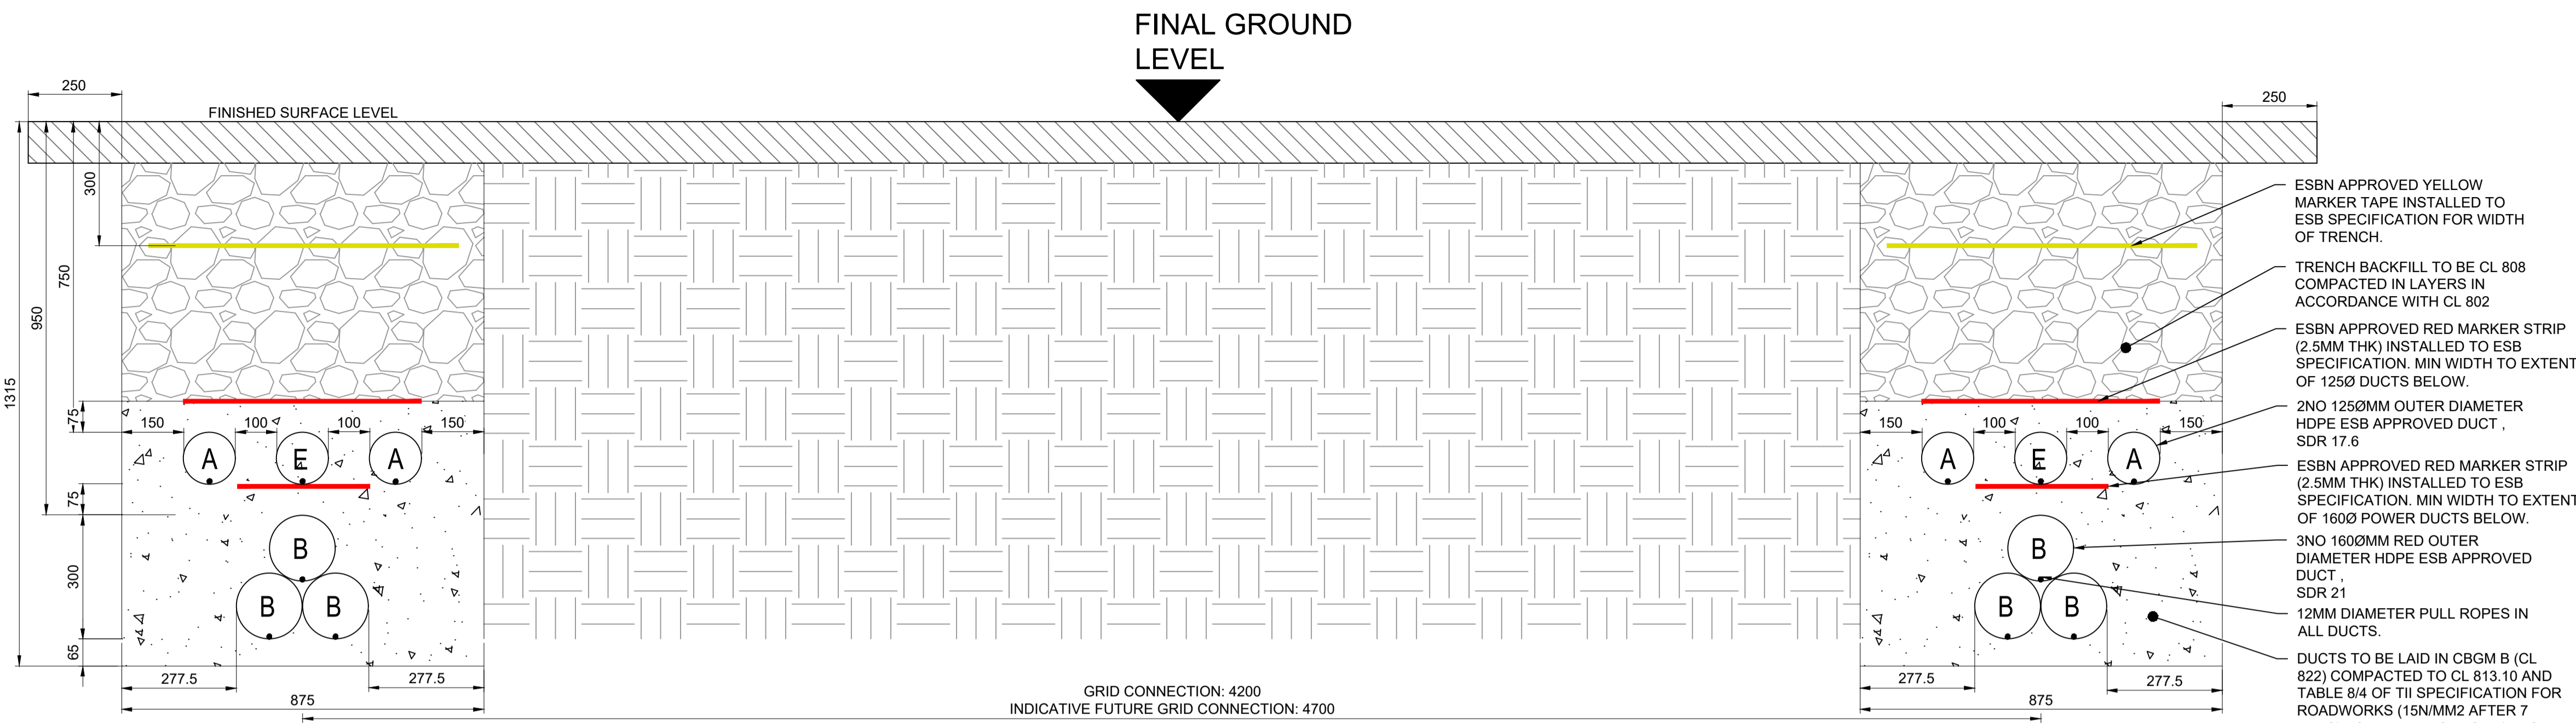 FINAL GROUND
LEVEL
250
FINISHED SURFACE LEVEL
250
300
750
950
1315
75
75
300
65
150
100
100
150
A
E
A
B
B
B
277.5
277.5
875
GRID CONNECTION: 4200
INDICATIVE FUTURE GRID CONNECTION: 4700
150
100
100
150
A
E
A
B
B
B
277.5
277.5
875
ESBN APPROVED YELLOW
MARKER TAPE INSTALLED TO
ESB SPECIFICATION FOR WIDTH
OF TRENCH.
TRENCH BACKFILL TO BE CL 808
COMPACTED IN LAYERS IN
ACCORDANCE WITH CL 802
ESBN APPROVED RED MARKER STRIP
(2.5MM THK) INSTALLED TO ESB
SPECIFICATION. MIN WIDTH TO EXTENT
OF 125Ø DUCTS BELOW.
2NO 125ØMM OUTER DIAMETER
HDPE ESB APPROVED DUCT ,
SDR 17.6
ESBN APPROVED RED MARKER STRIP
(2.5MM THK) INSTALLED TO ESB
SPECIFICATION. MIN WIDTH TO EXTENT
OF 160Ø POWER DUCTS BELOW.
3NO 160ØMM RED OUTER
DIAMETER HDPE ESB APPROVED
DUCT ,
SDR 21
12MM DIAMETER PULL ROPES IN
ALL DUCTS.
DUCTS TO BE LAID IN CBGM B (CL
822) COMPACTED TO CL 813.10 AND
TABLE 8/4 OF TII SPECIFICATION FOR
ROADWORKS (15N/MM2 AFTER 7